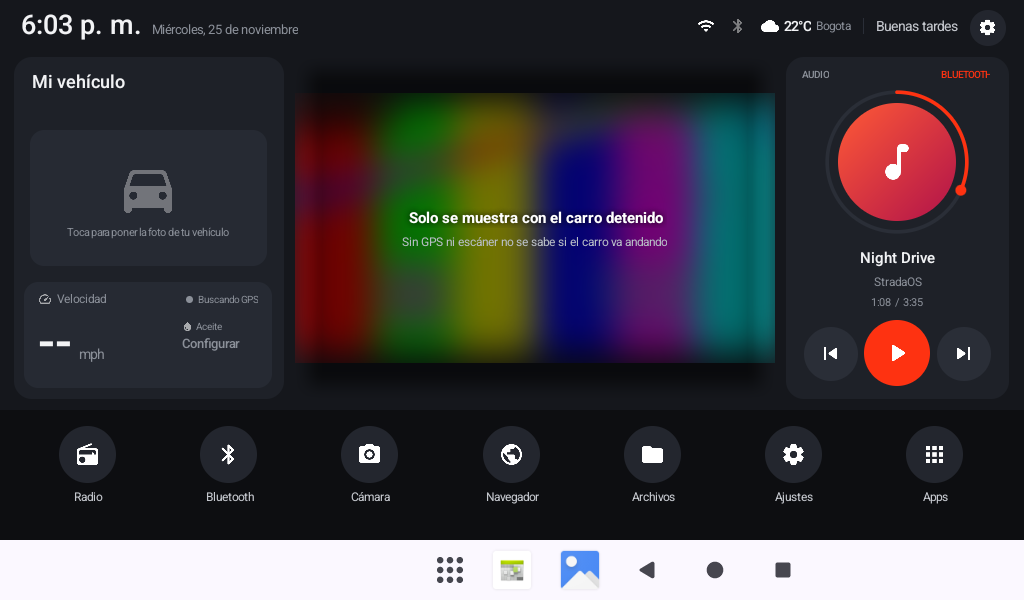 6:03 p. m. Miércoles, 25 de noviembre
22°C Bogota
Buenas tardes
Mi vehículo
Toca para poner la foto de tu vehículo
Velocidad
Buscando GPS
Aceite
Configurar
-- mph
Solo se muestra con el carro detenido
Sin GPS ni escáner no se sabe si el carro va andando
AUDIO
BLUETOOTH
Night Drive
StradaOS
1:08 / 3:35
Radio
Bluetooth
Cámara
Navegador
Archivos
Ajustes
Apps